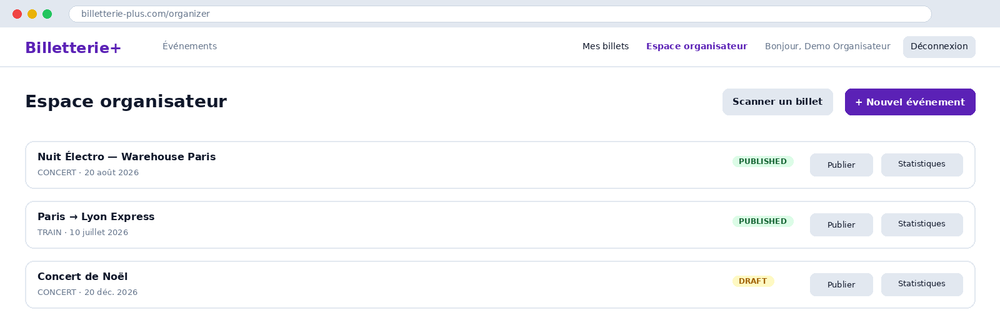 billetterie-plus.com/organizer
Billetterie+ Événements Mes billets Espace organisateur Bonjour, Demo Organisateur Déconnexion
Espace organisateur Scanner un billet + Nouvel événement
Nuit Électro — Warehouse Paris
CONCERT · 20 août 2026
PUBLISHED Publier Statistiques
Paris → Lyon Express
TRAIN · 10 juillet 2026
PUBLISHED Publier Statistiques
Concert de Noël
CONCERT · 20 déc. 2026
DRAFT Publier Statistiques